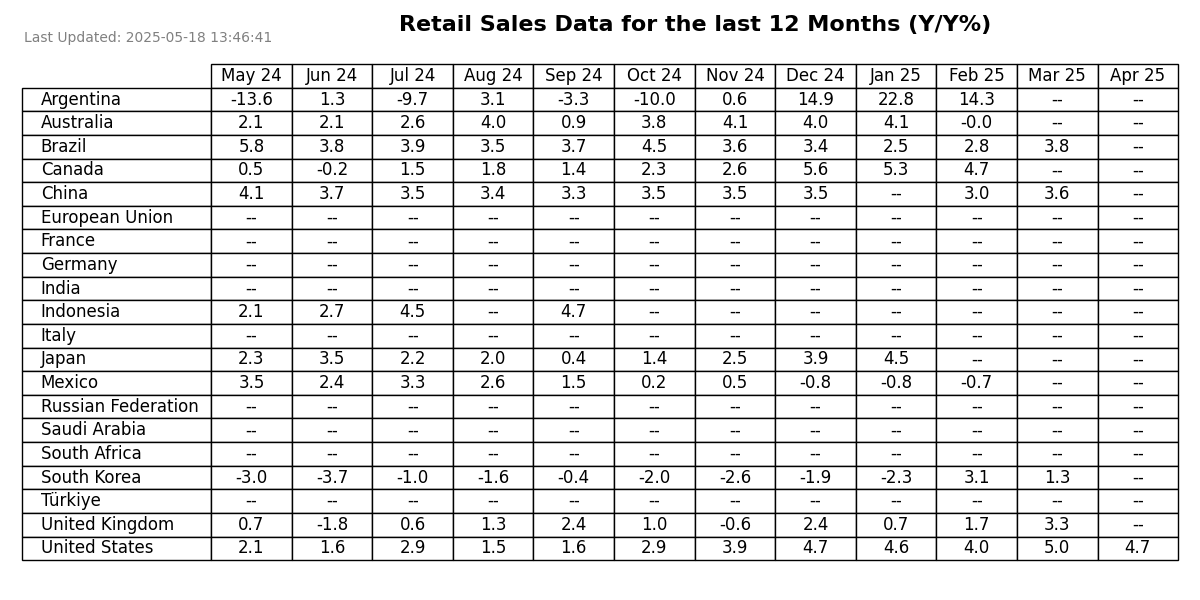 Retail Sales Data for the last 12 Months (Y/Y%)
Last Updated: 2025-05-18 13:46:41
May 24 Jun 24 Jul 24 Aug 24 Sep 24 Oct 24 Nov 24 Dec 24 Jan 25 Feb 25 Mar 25 Apr 25
Argentina -13.6 1.3 -9.7 3.1 -3.3 -10.0 0.6 14.9 22.8 14.3 -- --
Australia 2.1 2.1 2.6 4.0 0.9 3.8 4.1 4.0 4.1 -0.0 -- --
Brazil 5.8 3.8 3.9 3.5 3.7 4.5 3.6 3.4 2.5 2.8 3.8 --
Canada 0.5 -0.2 1.5 1.8 1.4 2.3 2.6 5.6 5.3 4.7 -- --
China 4.1 3.7 3.5 3.4 3.3 3.5 3.5 3.5 -- 3.0 3.6 --
European Union -- -- -- -- -- -- -- -- -- -- -- --
France -- -- -- -- -- -- -- -- -- -- -- --
Germany -- -- -- -- -- -- -- -- -- -- -- --
India -- -- -- -- -- -- -- -- -- -- -- --
Indonesia 2.1 2.7 4.5 -- 4.7 -- -- -- -- -- -- --
Italy -- -- -- -- -- -- -- -- -- -- -- --
Japan 2.3 3.5 2.2 2.0 0.4 1.4 2.5 3.9 4.5 -- -- --
Mexico 3.5 2.4 3.3 2.6 1.5 0.2 0.5 -0.8 -0.8 -0.7 -- --
Russian Federation -- -- -- -- -- -- -- -- -- -- -- --
Saudi Arabia -- -- -- -- -- -- -- -- -- -- -- --
South Africa -- -- -- -- -- -- -- -- -- -- -- --
South Korea -3.0 -3.7 -1.0 -1.6 -0.4 -2.0 -2.6 -1.9 -2.3 3.1 1.3 --
Türkiye -- -- -- -- -- -- -- -- -- -- -- --
United Kingdom 0.7 -1.8 0.6 1.3 2.4 1.0 -0.6 2.4 0.7 1.7 3.3 --
United States 2.1 1.6 2.9 1.5 1.6 2.9 3.9 4.7 4.6 4.0 5.0 4.7